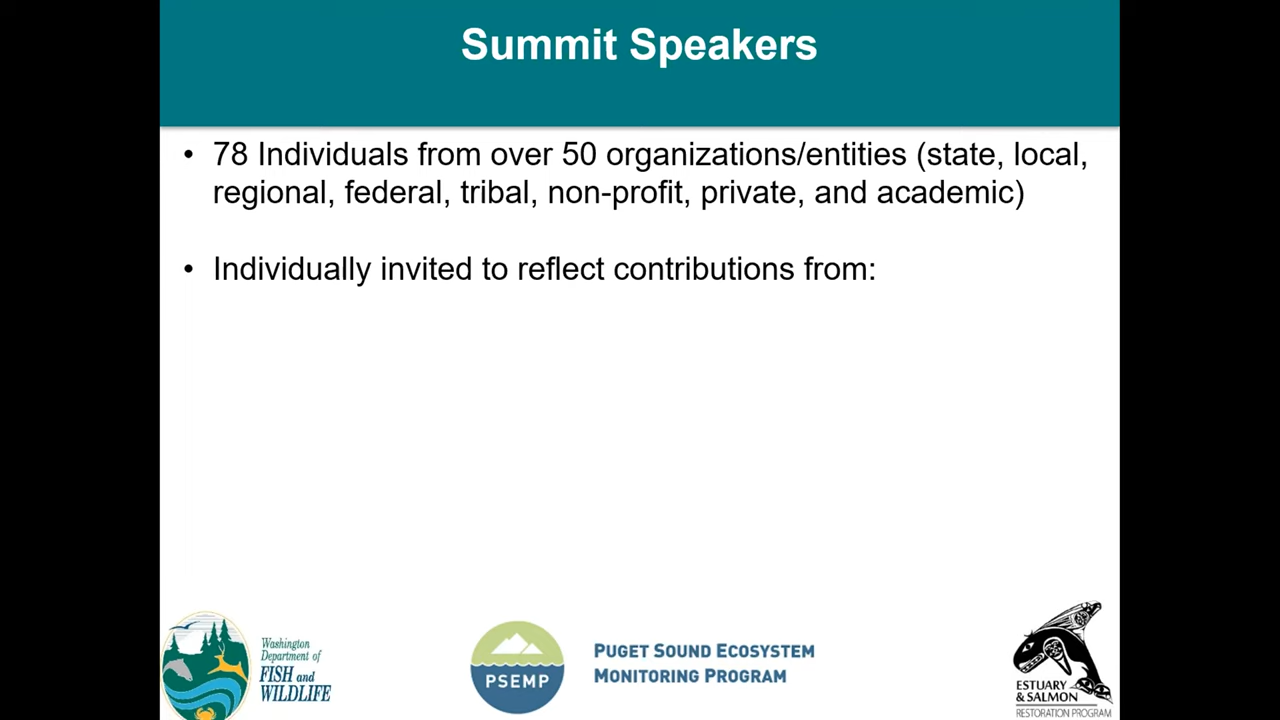 Summit Speakers
• 78 Individuals from over 50 organizations/entities (state, local,
regional, federal, tribal, non-profit, private, and academic)
• Individually invited to reflect contributions from:
Washington
Department of
FISH and
WILDLIFE
PSEMP
PUGET SOUND ECOSYSTEM
MONITORING PROGRAM
ESTUARY
& SALMON
RESTORATION PROGRAM